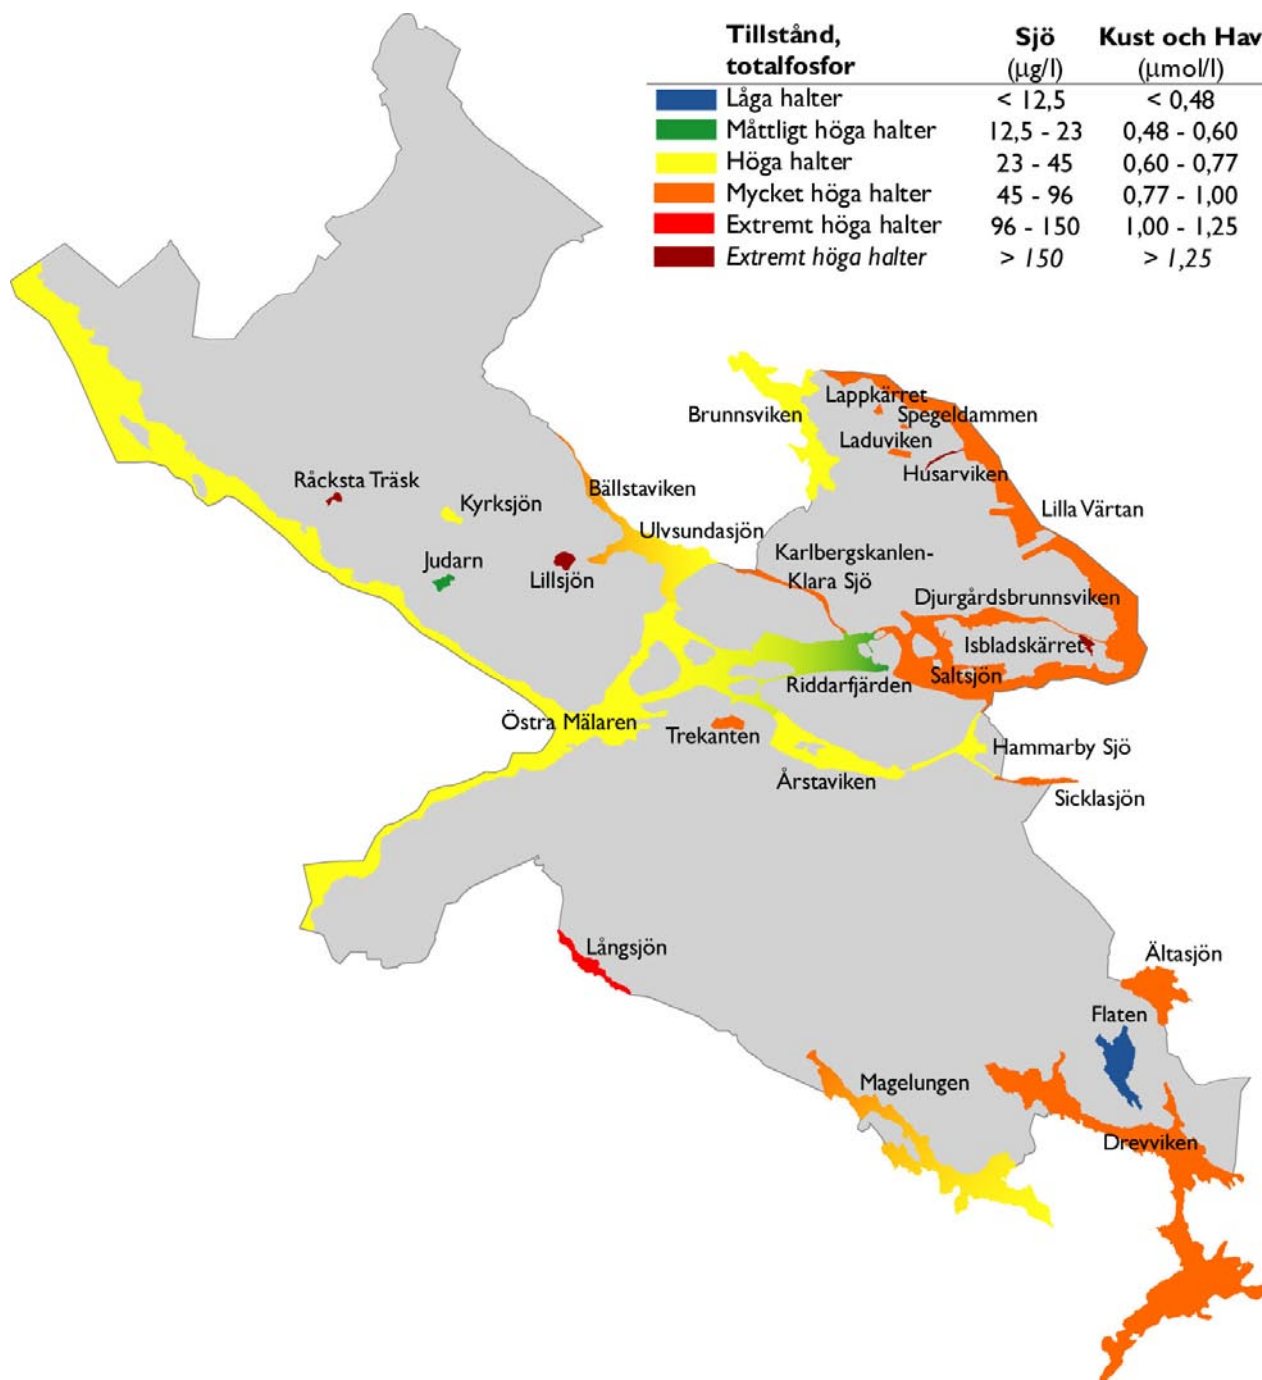 Tillstånd, Sjö Kust och Hav
totalfosfor (µg/l) (µmol/l)
Låga halter < 12,5 < 0,48
Måttligt höga halter 12,5 - 23 0,48 - 0,60
Höga halter 23 - 45 0,60 - 0,77
Mycket höga halter 45 - 96 0,77 - 1,00
Extremt höga halter 96 - 150 1,00 - 1,25
Extremt höga halter > 150 > 1,25
Lappkärret
Brunnsviken
Spegeldammen
Laduviken
Husarviken
Råcksta Träsk
Bällstaviken
Kyrksjön
Lilla Värtan
Ulvsundasjön
Karlbergskanlen-
Klara Sjö
Judarn
Lillsjön
Djurgårdsbrunnsviken
Isbladskärret
Saltsjön
Riddarfjärden
Östra Mälaren
Trekanten
Hammarby Sjö
Årstaviken
Sicklasjön
Långsjön
Ältasjön
Flaten
Magelungen
Drevviken